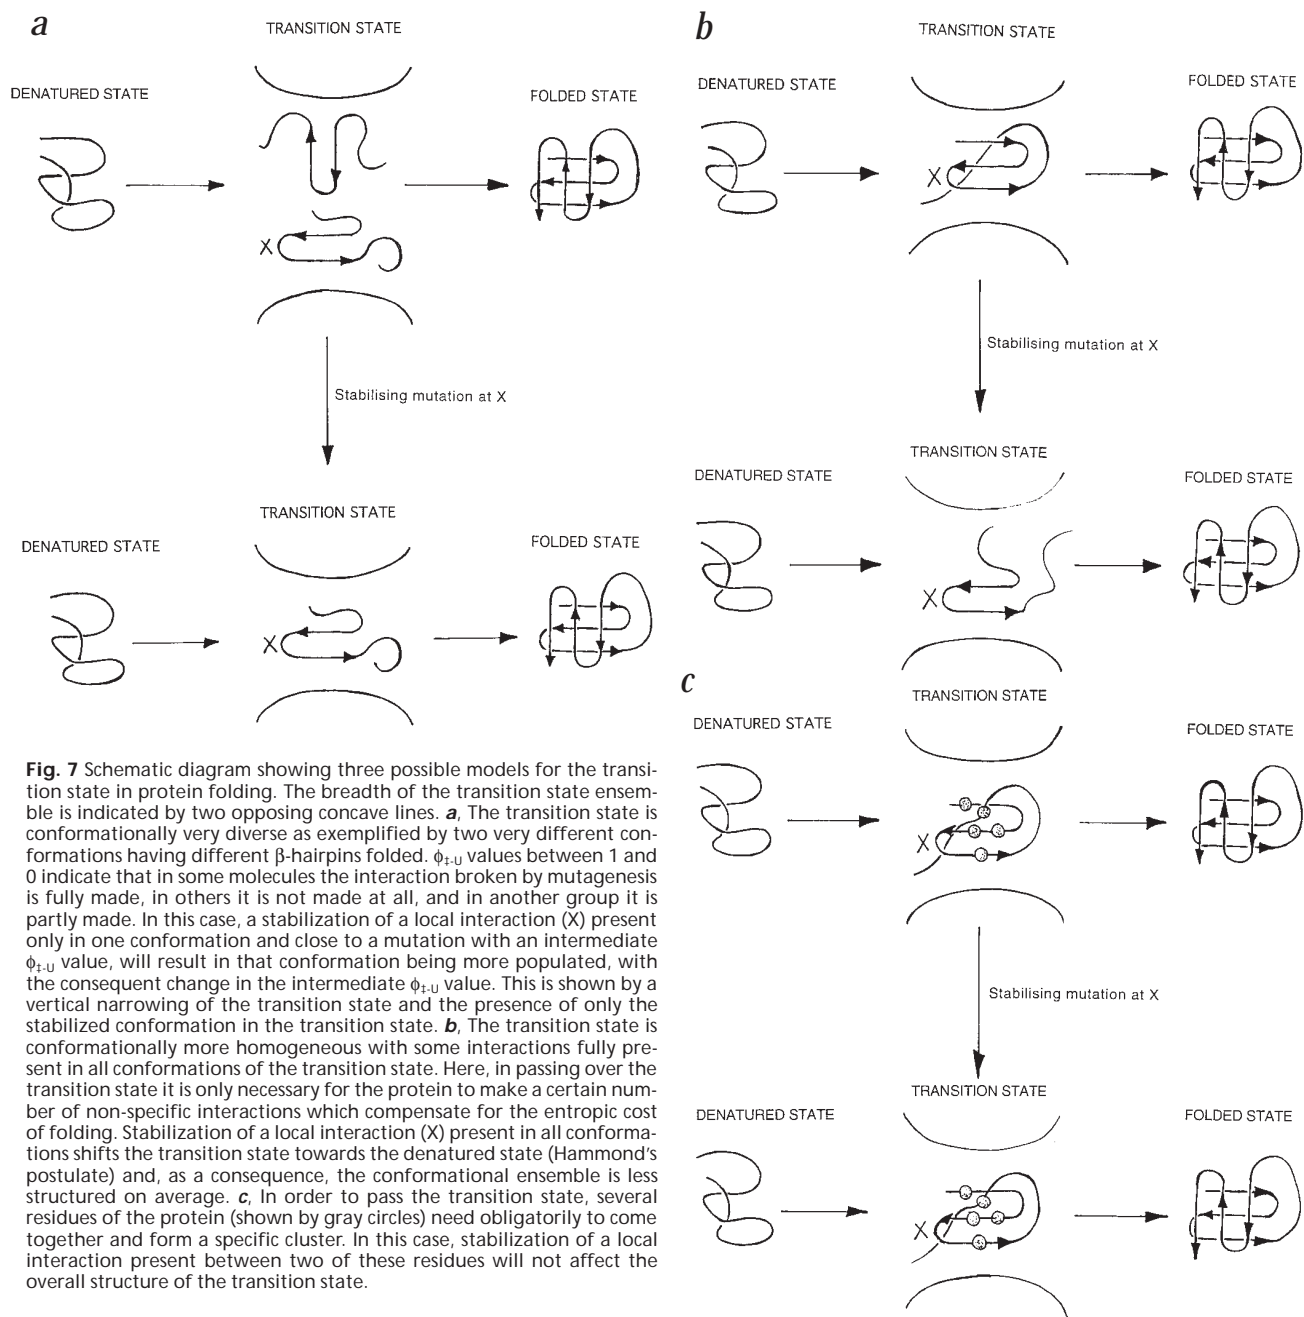 a
TRANSITION STATE
DENATURED STATE
FOLDED STATE
X
Stabilising mutation at X
TRANSITION STATE
DENATURED STATE
FOLDED STATE
X
Fig. 7 Schematic diagram showing three possible models for the transi-
tion state in protein folding. The breadth of the transition state ensem-
ble is indicated by two opposing concave lines. a, The transition state is
conformationally very diverse as exemplified by two very different con-
formations having different β-hairpins folded. ϕ‡-U values between 1 and
0 indicate that in some molecules the interaction broken by mutagenesis
is fully made, in others it is not made at all, and in another group it is
partly made. In this case, a stabilization of a local interaction (X) present
only in one conformation and close to a mutation with an intermediate
ϕ‡-U value, will result in that conformation being more populated, with
the consequent change in the intermediate ϕ‡-U value. This is shown by a
vertical narrowing of the transition state and the presence of only the
stabilized conformation in the transition state. b, The transition state is
conformationally more homogeneous with some interactions fully pre-
sent in all conformations of the transition state. Here, in passing over the
transition state it is only necessary for the protein to make a certain num-
ber of non-specific interactions which compensate for the entropic cost
of folding. Stabilization of a local interaction (X) present in all conforma-
tions shifts the transition state towards the denatured state (Hammond's
postulate) and, as a consequence, the conformational ensemble is less
structured on average. c, In order to pass the transition state, several
residues of the protein (shown by gray circles) need obligatorily to come
together and form a specific cluster. In this case, stabilization of a local
interaction present between two of these residues will not affect the
overall structure of the transition state.
b
TRANSITION STATE
DENATURED STATE
FOLDED STATE
X
Stabilising mutation at X
TRANSITION STATE
DENATURED STATE
FOLDED STATE
X
c
TRANSITION STATE
DENATURED STATE
FOLDED STATE
X
Stabilising mutation at X
TRANSITION STATE
DENATURED STATE
FOLDED STATE
X